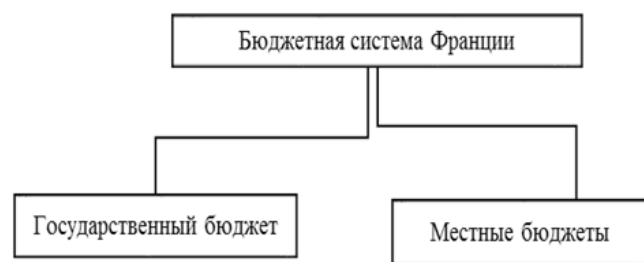 Бюджетная система Франции
Государственный бюджет
Местные бюджеты